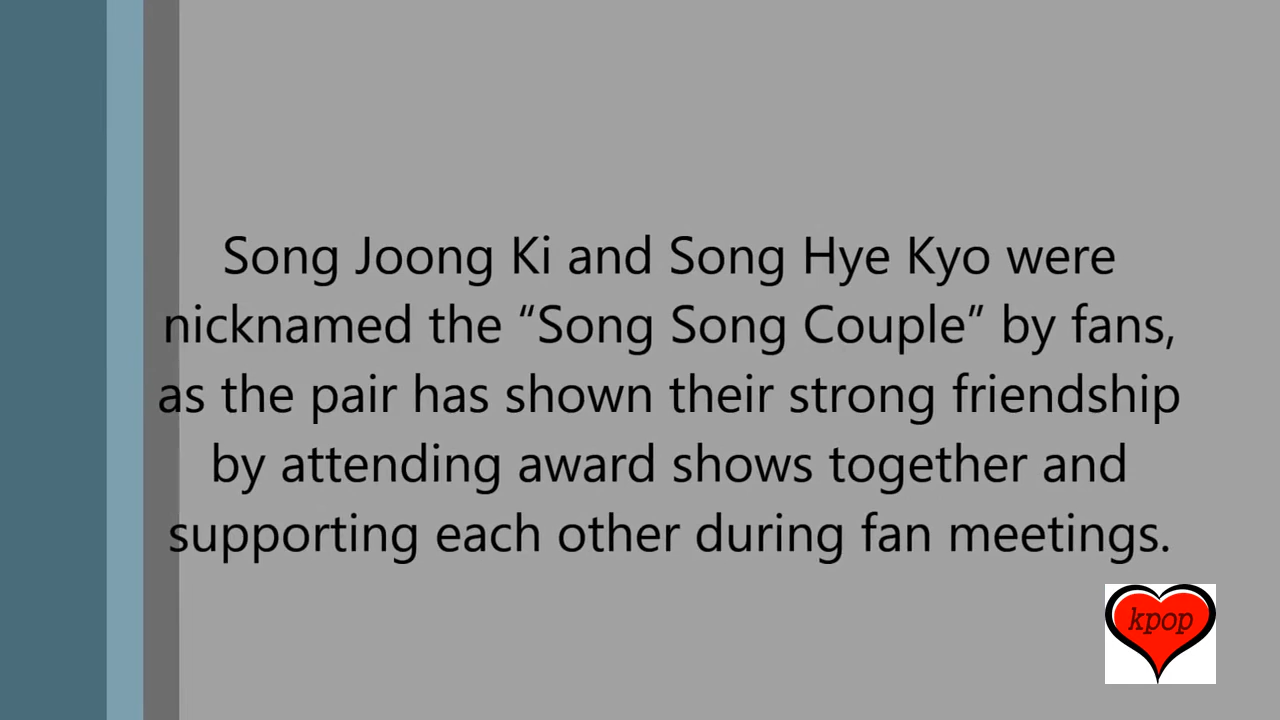 Song Joong Ki and Song Hye Kyo were
nicknamed the “Song Song Couple” by fans,
as the pair has shown their strong friendship
by attending award shows together and
supporting each other during fan meetings.
kpop